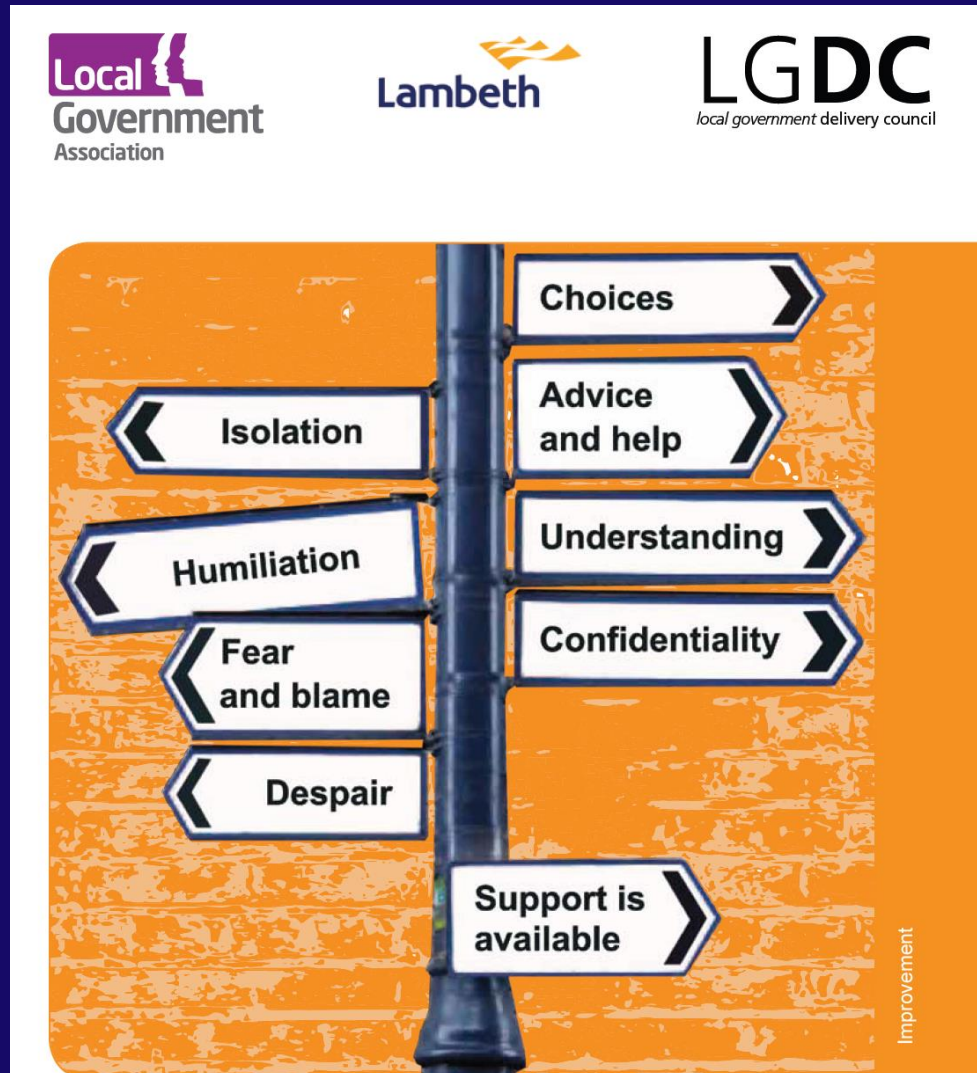 Local
Government
Association
Lambeth
LGDC
local government delivery council
Choices
Advice
and help
Isolation
Understanding
Humiliation
Confidentiality
Fear
and blame
Despair
Support is
available
Improvement